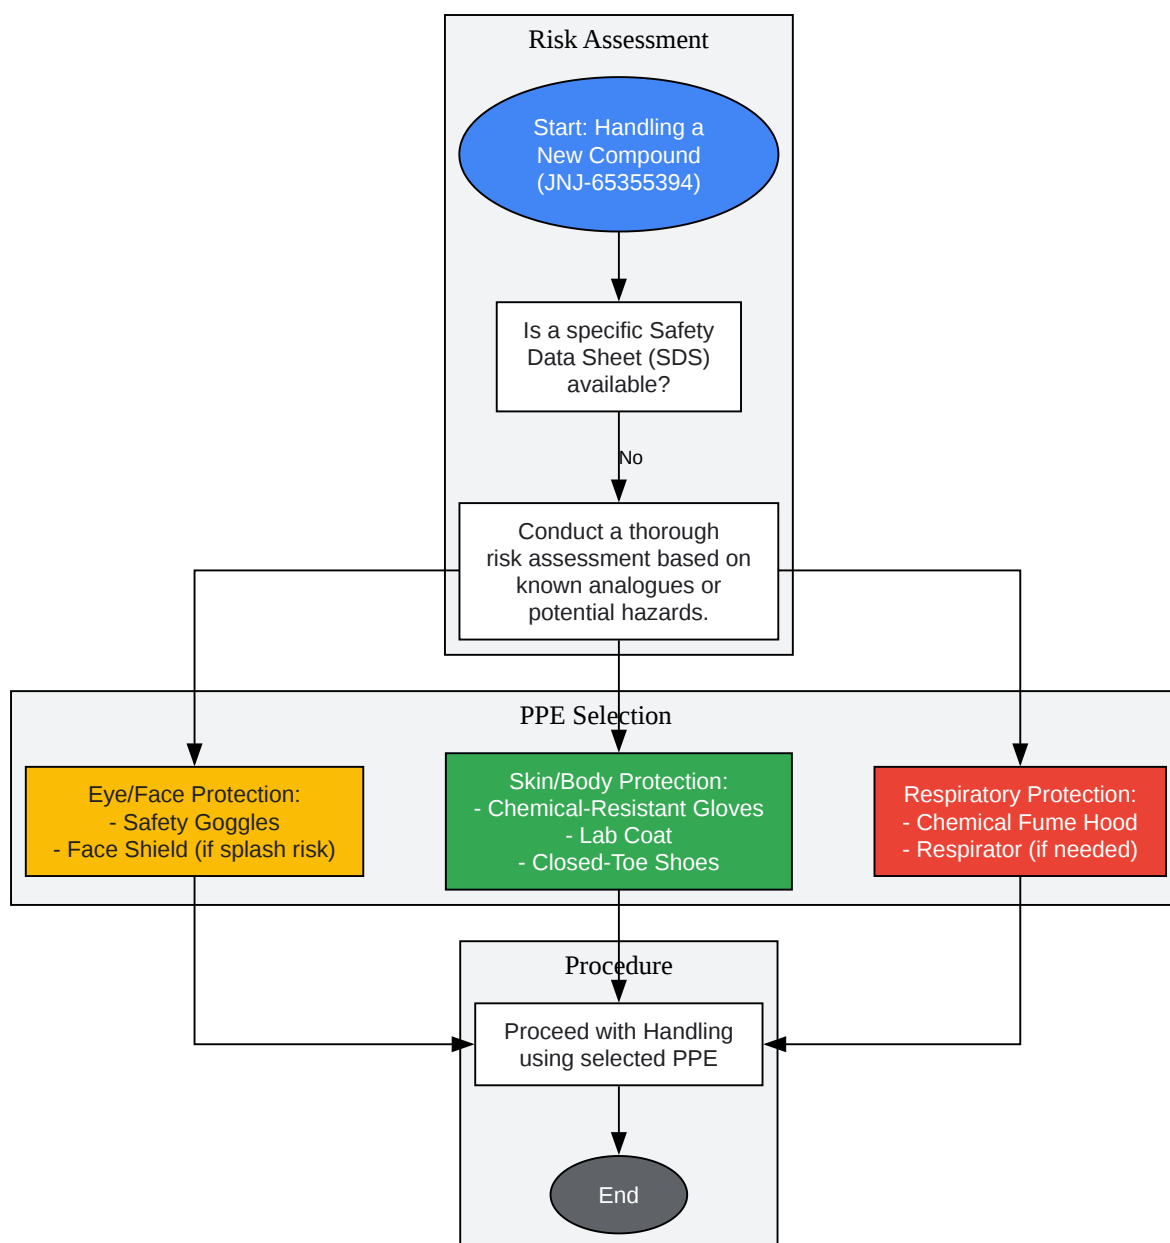 Risk Assessment
Start: Handling a
New Compound
(JNJ-65355394)
Is a specific Safety
Data Sheet (SDS)
available?
No
Conduct a thorough
risk assessment based on
known analogues or
potential hazards.
PPE Selection
Eye/Face Protection:
- Safety Goggles
- Face Shield (if splash risk)
Skin/Body Protection:
- Chemical-Resistant Gloves
- Lab Coat
- Closed-Toe Shoes
Respiratory Protection:
- Chemical Fume Hood
- Respirator (if needed)
Procedure
Proceed with Handling
using selected PPE
End